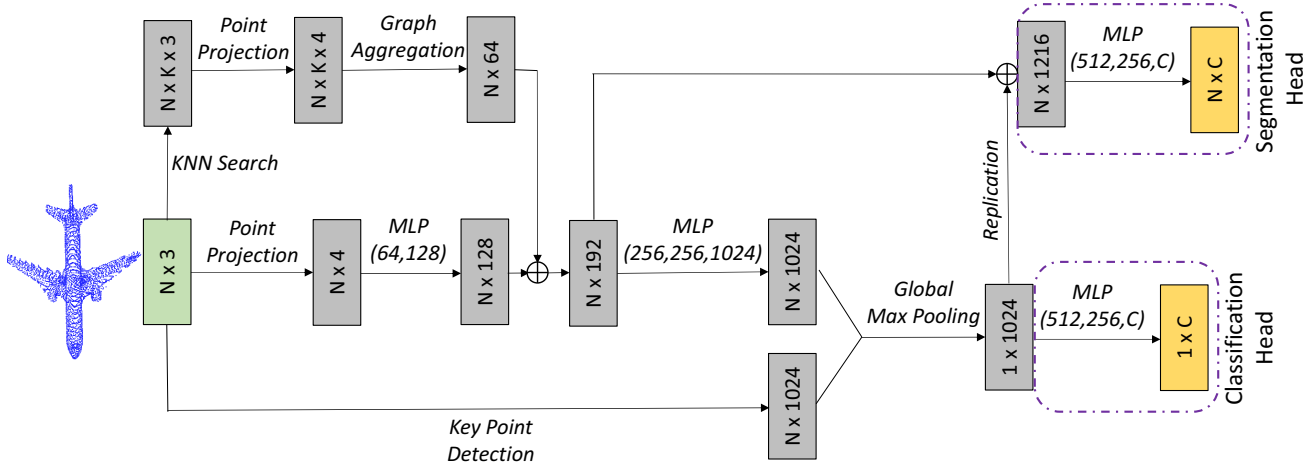 N x K x 3
Point
Projection
N x K x 4
Graph
Aggregation
N x 64
N x 1216
MLP
(512,256,C)
N x C
Segmentation
Head
KNN Search
Replication
N x 3
Point
Projection
N x 4
MLP
(64,128)
N x 128
N x 192
MLP
(256,256,1024)
N x 1024
Global
Max Pooling
1 x 1024
MLP
(512,256,C)
1 x C
Classification
Head
N x 1024
Key Point
Detection